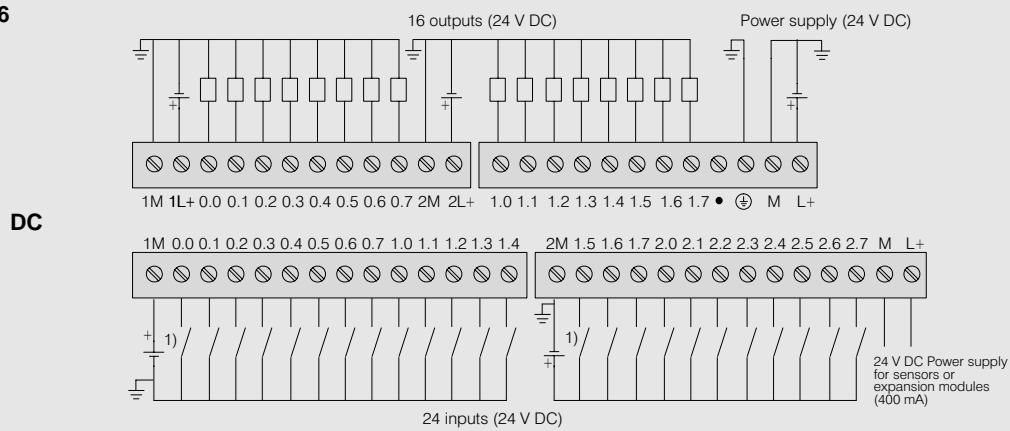 6
16 outputs (24 V DC)
Power supply (24 V DC)
+ + +
1M 1L+ 0.0 0.1 0.2 0.3 0.4 0.5 0.6 0.7 2M 2L+ 1.0 1.1 1.2 1.3 1.4 1.5 1.6 1.7 • M L+
DC
1M 0.0 0.1 0.2 0.3 0.4 0.5 0.6 0.7 1.0 1.1 1.2 1.3 1.4 2M 1.5 1.6 1.7 2.0 2.1 2.2 2.3 2.4 2.5 2.6 2.7 M L+
+ 1) 1)
+
24 V DC Power supply
for sensors or
expansion modules
(400 mA)
24 inputs (24 V DC)